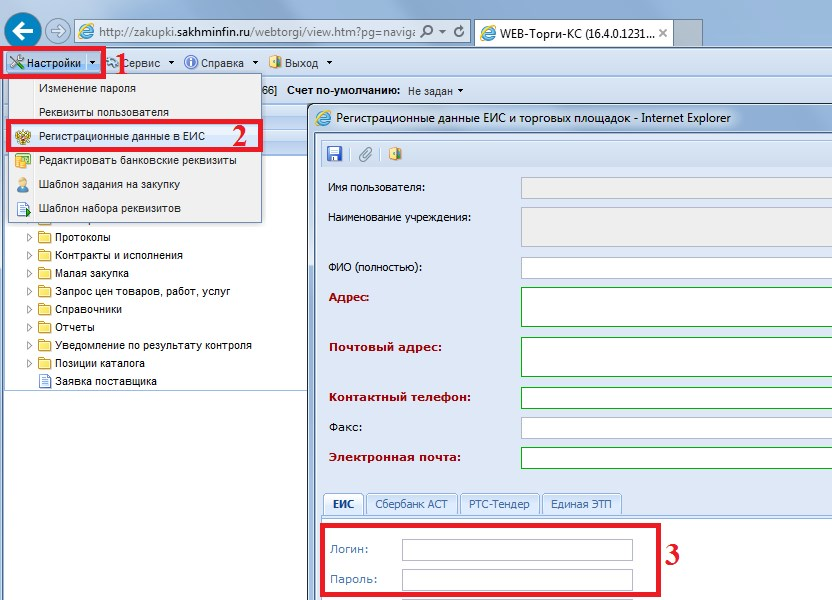 http://zakupki.sakhminfin.ru/webtorgi/view.htm?pg=naviga
WEB-Торги-КС (16.4.0.1231...
Настройки 1 Сервис Справка Выход
Изменение пароля
66] Счет по-умолчанию: Не задан
Реквизиты пользователя
Регистрационные данные в ЕИС 2
Редактировать банковские реквизиты
Шаблон задания на закупку
Шаблон набора реквизитов
Протоколы
Контракты и исполнения
Малая закупка
Запрос цен товаров, работ, услуг
Справочники
Отчеты
Уведомление по результату контроля
Позиции каталога
Заявка поставщика
Регистрационные данные ЕИС и торговых площадок - Internet Explorer
Имя пользователя:
Наименование учреждения:
ФИО (полностью):
Адрес:
Почтовый адрес:
Контактный телефон:
Факс:
Электронная почта:
ЕИС Сбербанк АСТ РТС-Тендер Единая ЭТП
Логин:
Пароль:
3